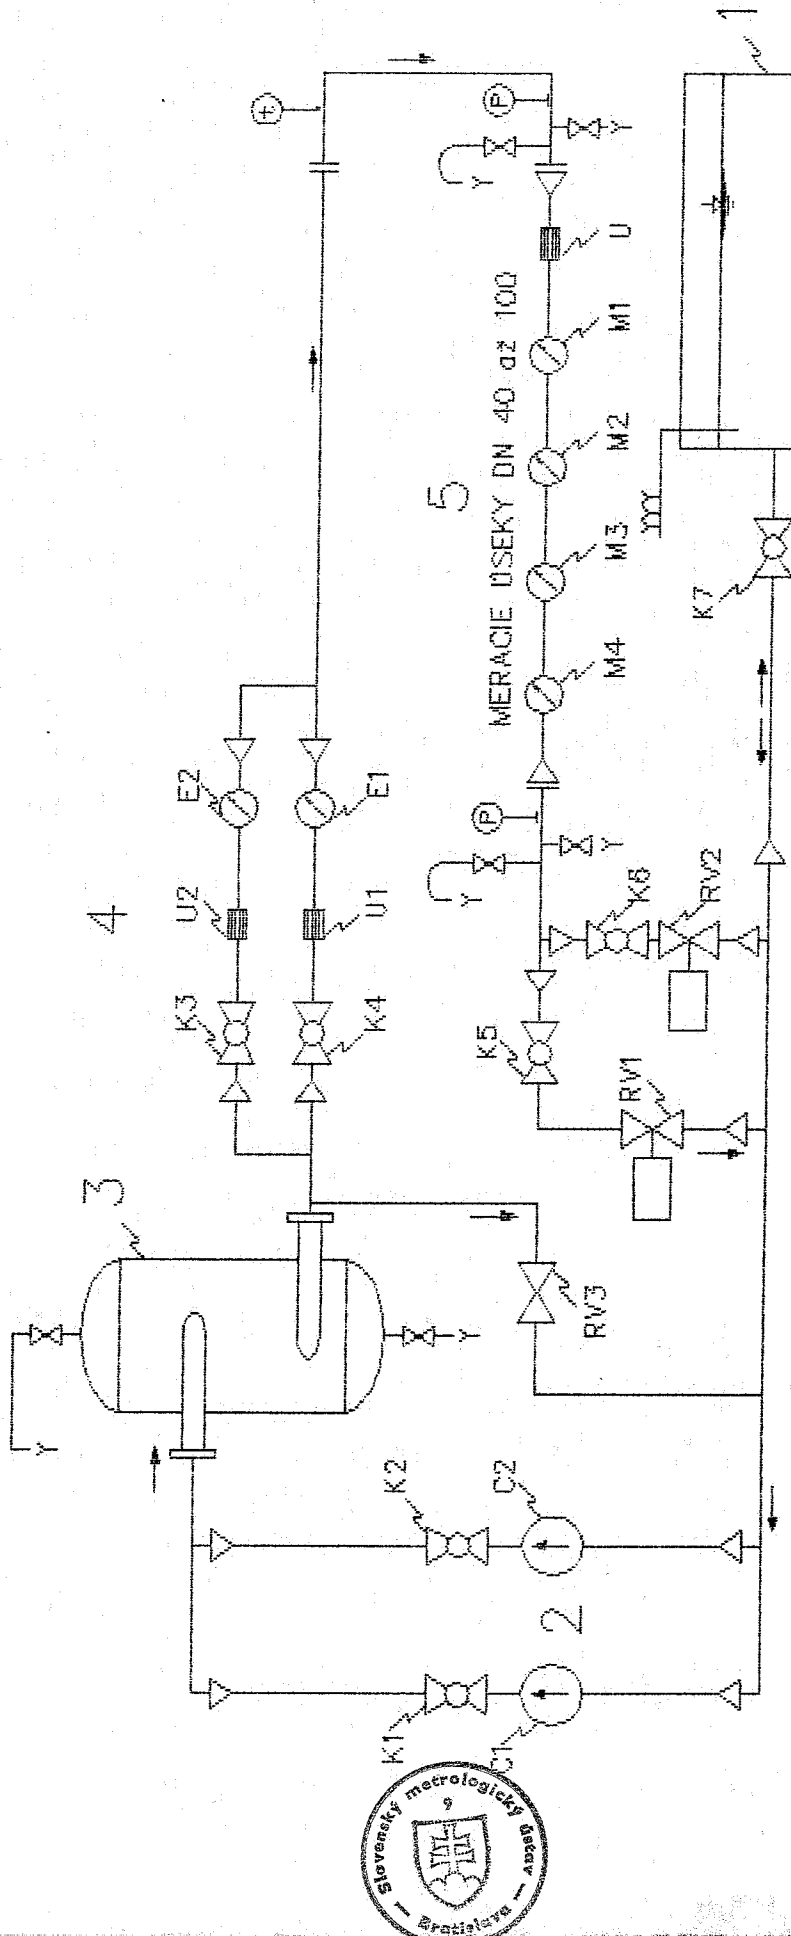 1
t
P
Y
Y
U
MERACIE ÚSEKY DN 40 až 100
5
M1
M2
M3
M4
K7
E2
E1
4
U2
U1
K3
K4
P
Y
Y
K6
RV2
K5
RV1
3
Y
Y
RV3
K2
C2
2
K1
C1
Slovenský metrologický ústav
9
Bratislava